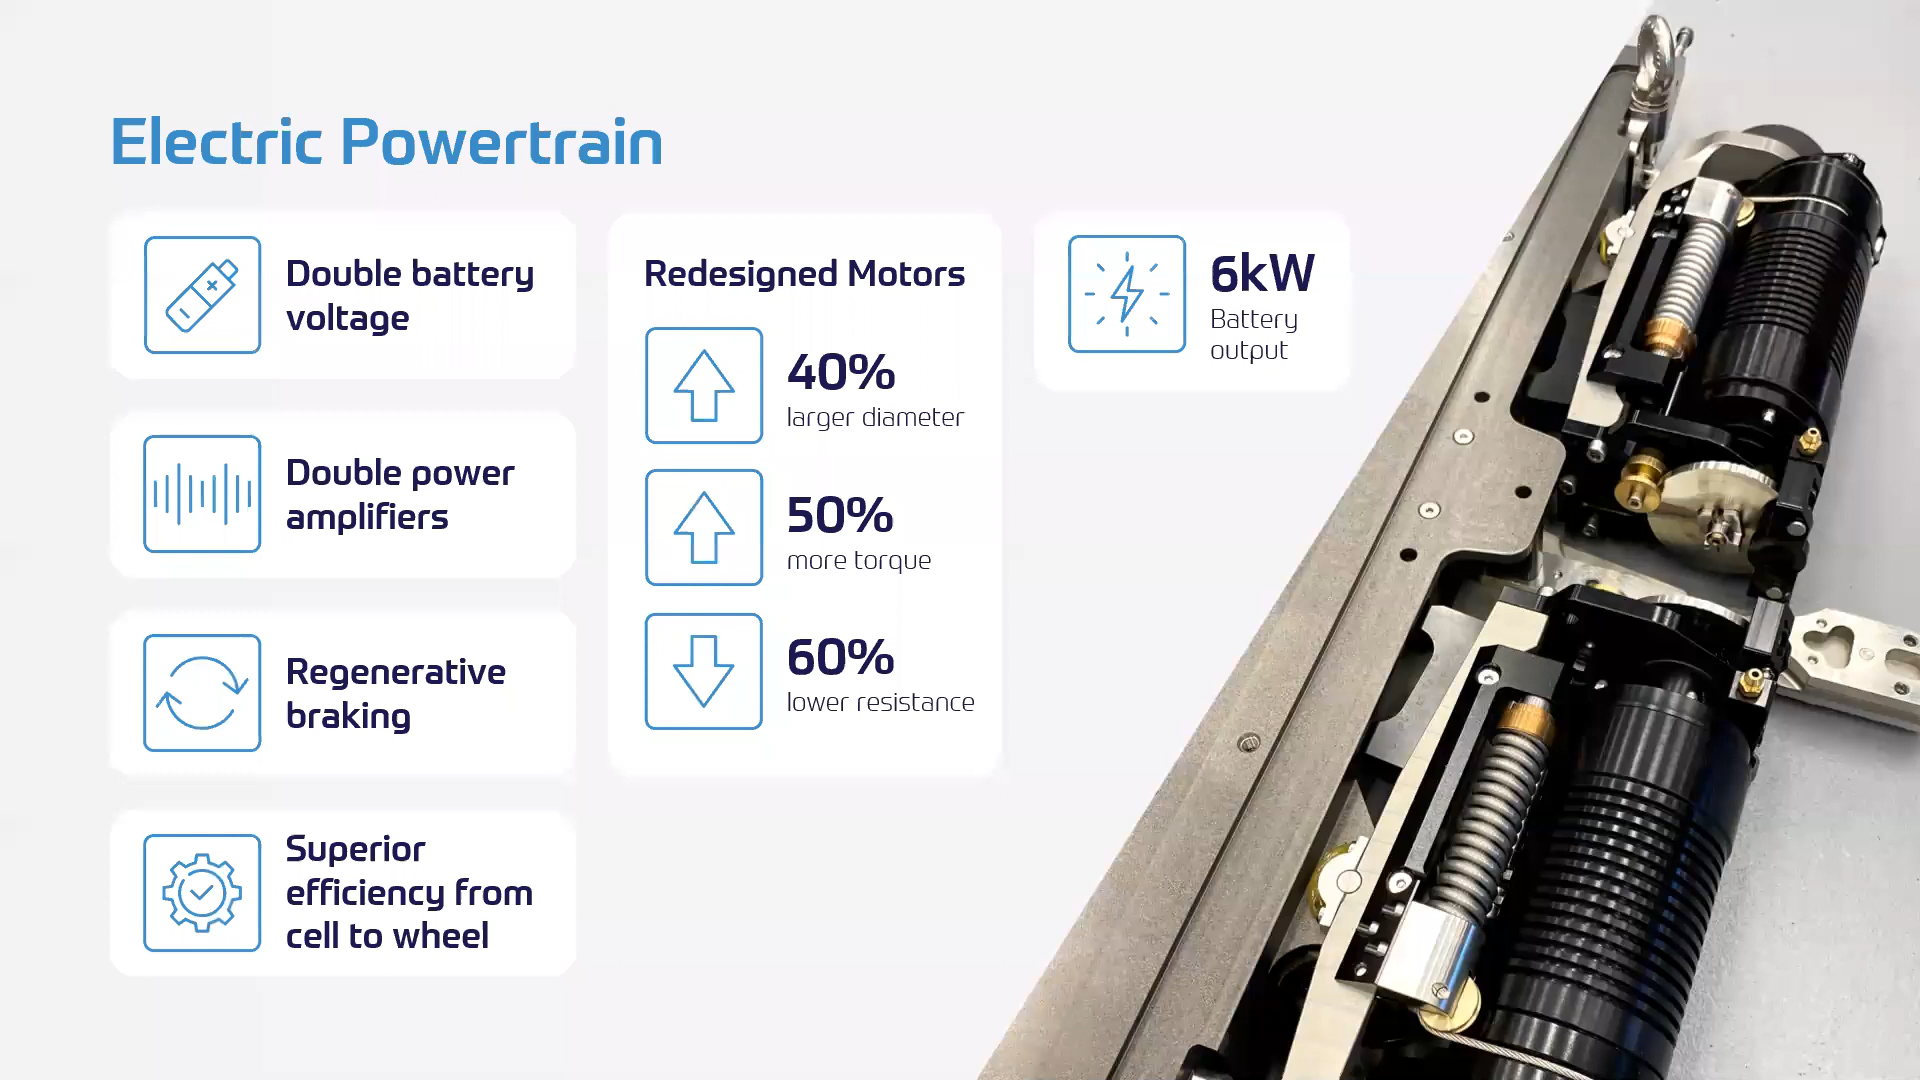 Electric Powertrain
Double battery
voltage
Double power
amplifiers
Regenerative
braking
Superior
efficiency from
cell to wheel
Redesigned Motors
40%
larger diameter
50%
more torque
60%
lower resistance
6kW
Battery
output